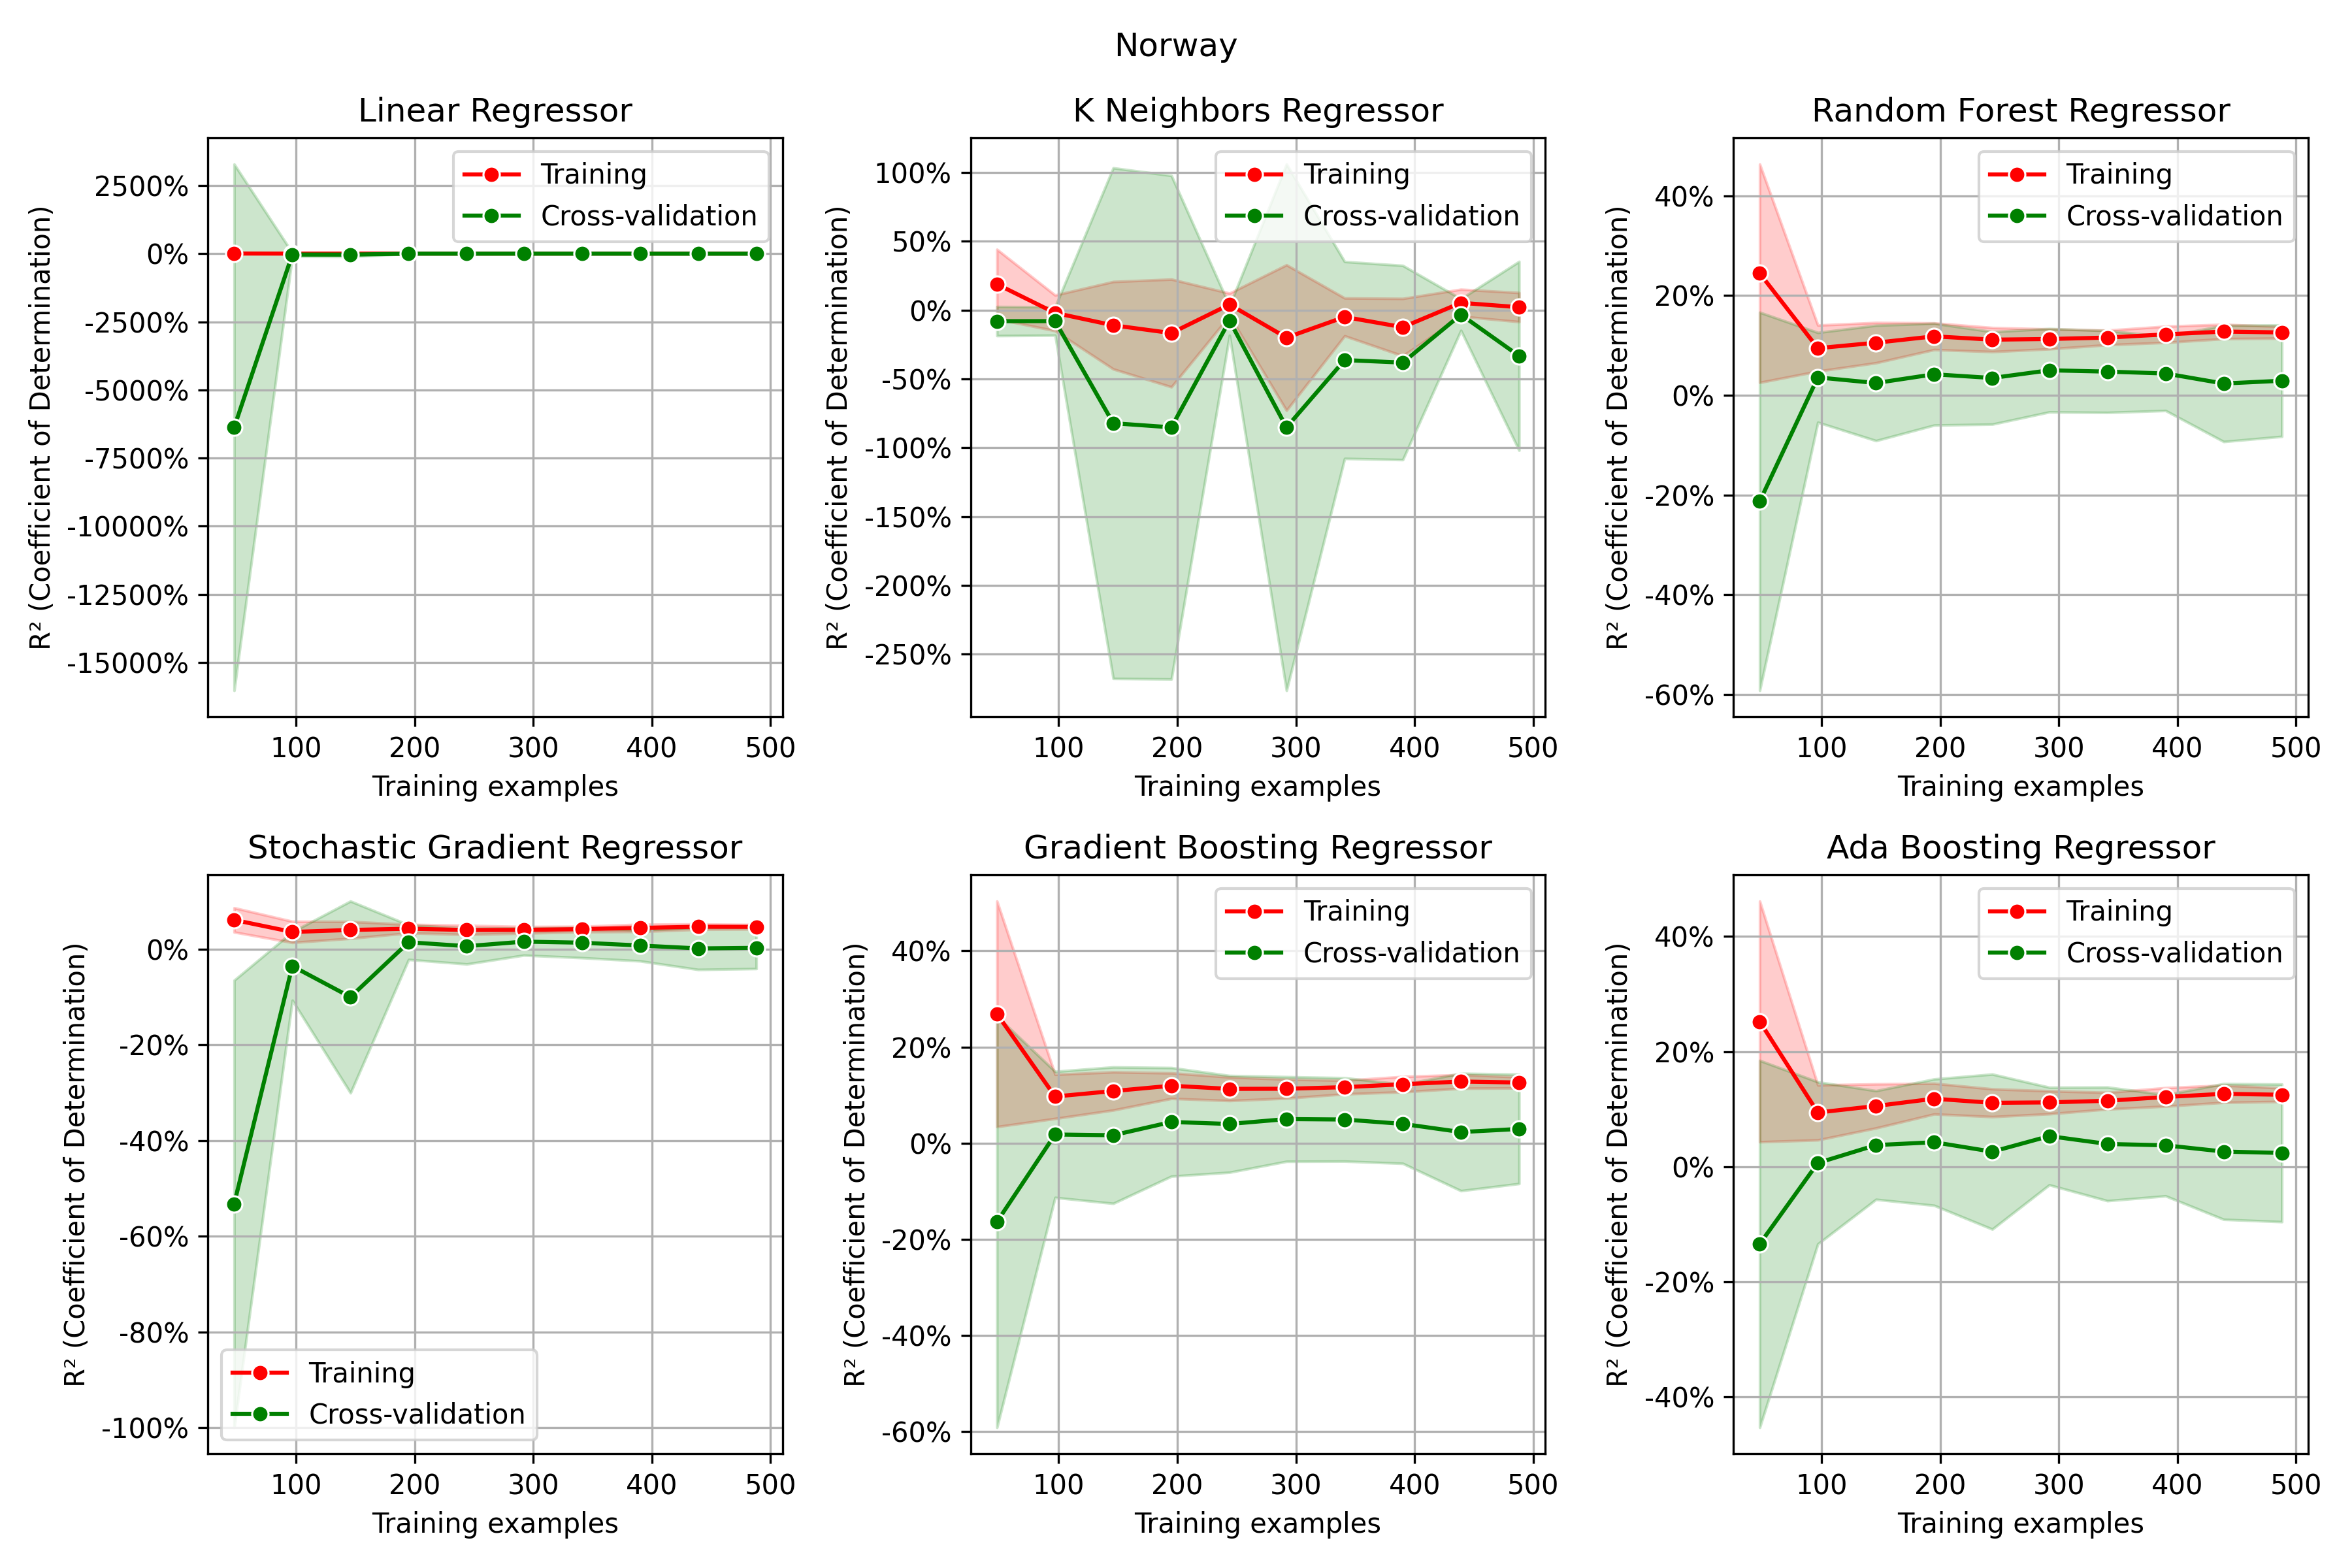 Norway
Linear Regressor
R² (Coefficient of Determination)
2500%
0%
-2500%
-5000%
-7500%
-10000%
-12500%
-15000%
Training
Cross-validation
100 200 300 400 500
Training examples
K Neighbors Regressor
R² (Coefficient of Determination)
100%
50%
0%
-50%
-100%
-150%
-200%
-250%
Training
Cross-validation
100 200 300 400 500
Training examples
Random Forest Regressor
R² (Coefficient of Determination)
40%
20%
0%
-20%
-40%
-60%
Training
Cross-validation
100 200 300 400 500
Training examples
Stochastic Gradient Regressor
R² (Coefficient of Determination)
0%
-20%
-40%
-60%
-80%
-100%
Training
Cross-validation
100 200 300 400 500
Training examples
Gradient Boosting Regressor
R² (Coefficient of Determination)
40%
20%
0%
-20%
-40%
-60%
Training
Cross-validation
100 200 300 400 500
Training examples
Ada Boosting Regressor
R² (Coefficient of Determination)
40%
20%
0%
-20%
-40%
Training
Cross-validation
100 200 300 400 500
Training examples